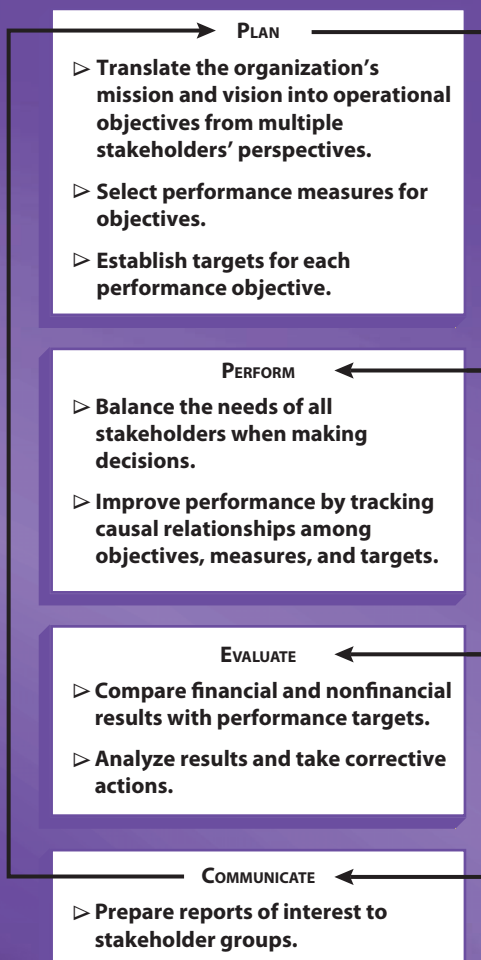 PLAN
▷ Translate the organization’s
mission and vision into operational
objectives from multiple
stakeholders’ perspectives.
▷ Select performance measures for
objectives.
▷ Establish targets for each
performance objective.
PERFORM
▷ Balance the needs of all
stakeholders when making
decisions.
▷ Improve performance by tracking
causal relationships among
objectives, measures, and targets.
EVALUATE
▷ Compare financial and nonfinancial
results with performance targets.
▷ Analyze results and take corrective
actions.
COMMUNICATE
▷ Prepare reports of interest to
stakeholder groups.